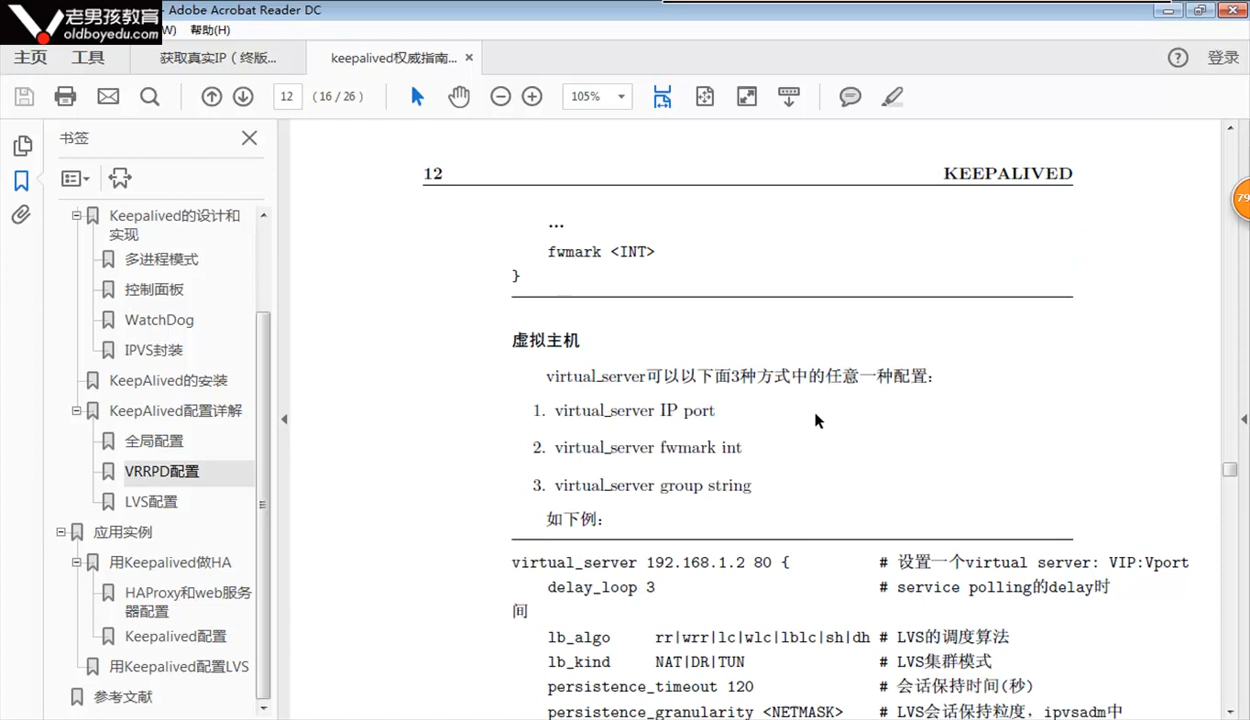 老男孩教育
oldboyedu.com
- Adobe Acrobat Reader DC
W) 帮助(H)
主页 工具 获取真实IP（终版... keepalived权威指南... × 登录
12 (16 / 26) 105%
书签
Keepalived的设计和
实现
多进程模式
控制面板
WatchDog
IPVS封装
KeepAlived的安装
KeepAlived配置详解
全局配置
VRRPD配置
LVS配置
应用实例
用Keepalived做HA
HAProxy和web服务
器配置
Keepalived配置
用Keepalived配置LVS
参考文献
12 KEEPALIVED
...
fwmark <INT>
}
虚拟主机
virtual_server可以以下面3种方式中的任意一种配置:
1. virtual_server IP port
2. virtual_server fwmark int
3. virtual_server group string
如下例:
virtual_server 192.168.1.2 80 { # 设置一个virtual server: VIP:Vport
delay_loop 3 # service polling的delay时
间
lb_algo rr|wrr|lc|wlc|lblc|sh|dh # LVS的调度算法
lb_kind NAT|DR|TUN # LVS集群模式
persistence_timeout 120 # 会话保持时间(秒)
persistence_granularity <NETMASK> # LVS会话保持粒度，ipvsadm中
79